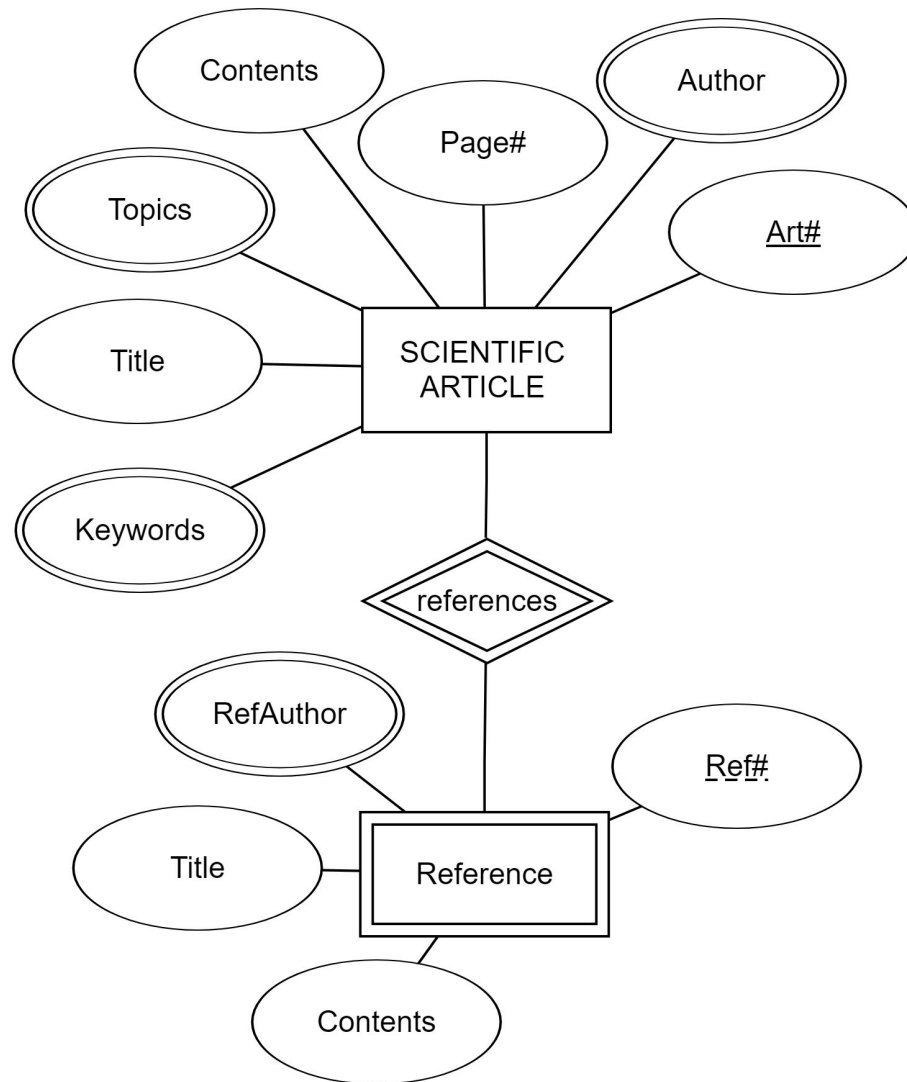 Contents
Author
Page#
Topics
Art#
SCIENTIFIC
ARTICLE
Title
Keywords
references
RefAuthor
Ref#
Title
Reference
Contents